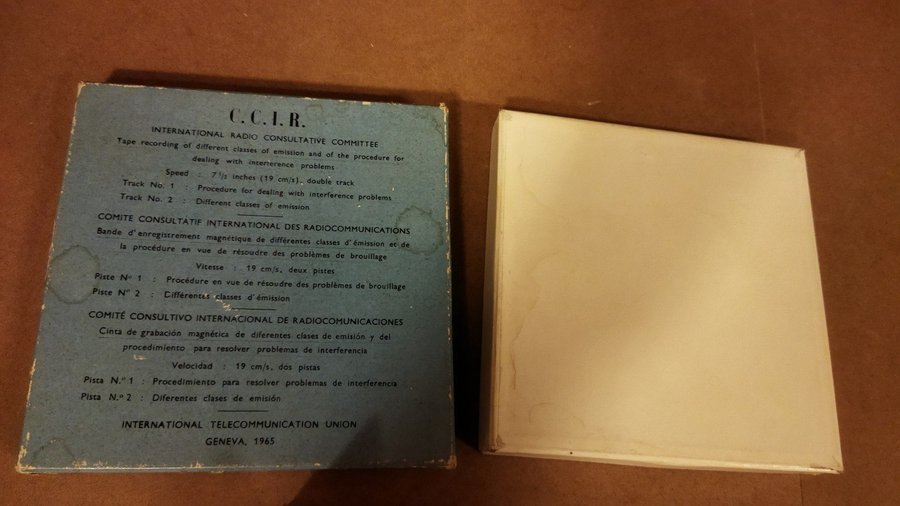 C. C. I. R.
INTERNATIONAL RADIO CONSULTATIVE COMMITTEE
Tape recording of different classes of emission and of the procedure for
dealing with interference problems
Speed : 7 1/2 inches (19 cm/s), double track
Track No. 1 : Procedure for dealing with interference problems
Track No. 2 : Different classes of emission
COMITE CONSULTATIF INTERNATIONAL DES RADIOCOMMUNICATIONS
Bande d'enregistrement magnétique de différentes classes d'émission et de
la procédure en vue de résoudre des problèmes de brouillage
Vitesse : 19 cm/s, deux pistes
Piste Nº 1 : Procédure en vue de résoudre des problèmes de brouillage
Piste Nº 2 : Différentes classes d'émission
COMITÉ CONSULTIVO INTERNACIONAL DE RADIOCOMUNICACIONES
Cinta de grabación magnética de diferentes clases de emisión y del
procedimiento para resolver problemas de interferencia
Velocidad : 19 cm/s, dos pistas
Pista N.º 1 : Procedimiento para resolver problemas de interferencia
Pista N.º 2 : Diferentes clases de emisión
INTERNATIONAL TELECOMMUNICATION UNION
GENEVA, 1965